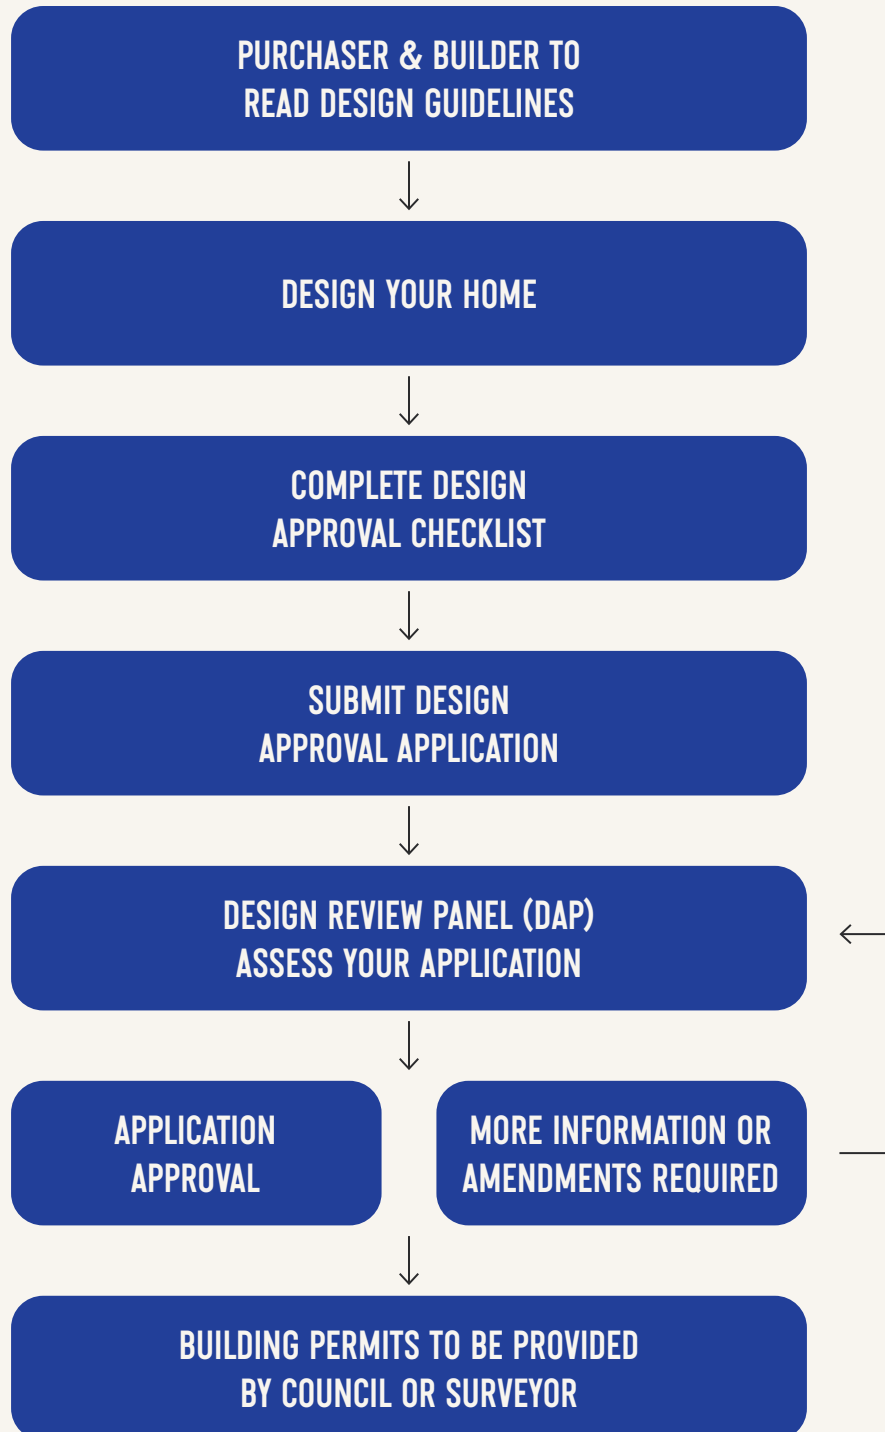 PURCHASER & BUILDER TO
READ DESIGN GUIDELINES
DESIGN YOUR HOME
COMPLETE DESIGN
APPROVAL CHECKLIST
SUBMIT DESIGN
APPROVAL APPLICATION
DESIGN REVIEW PANEL (DAP)
ASSESS YOUR APPLICATION
APPLICATION
APPROVAL
MORE INFORMATION OR
AMENDMENTS REQUIRED
BUILDING PERMITS TO BE PROVIDED
BY COUNCIL OR SURVEYOR